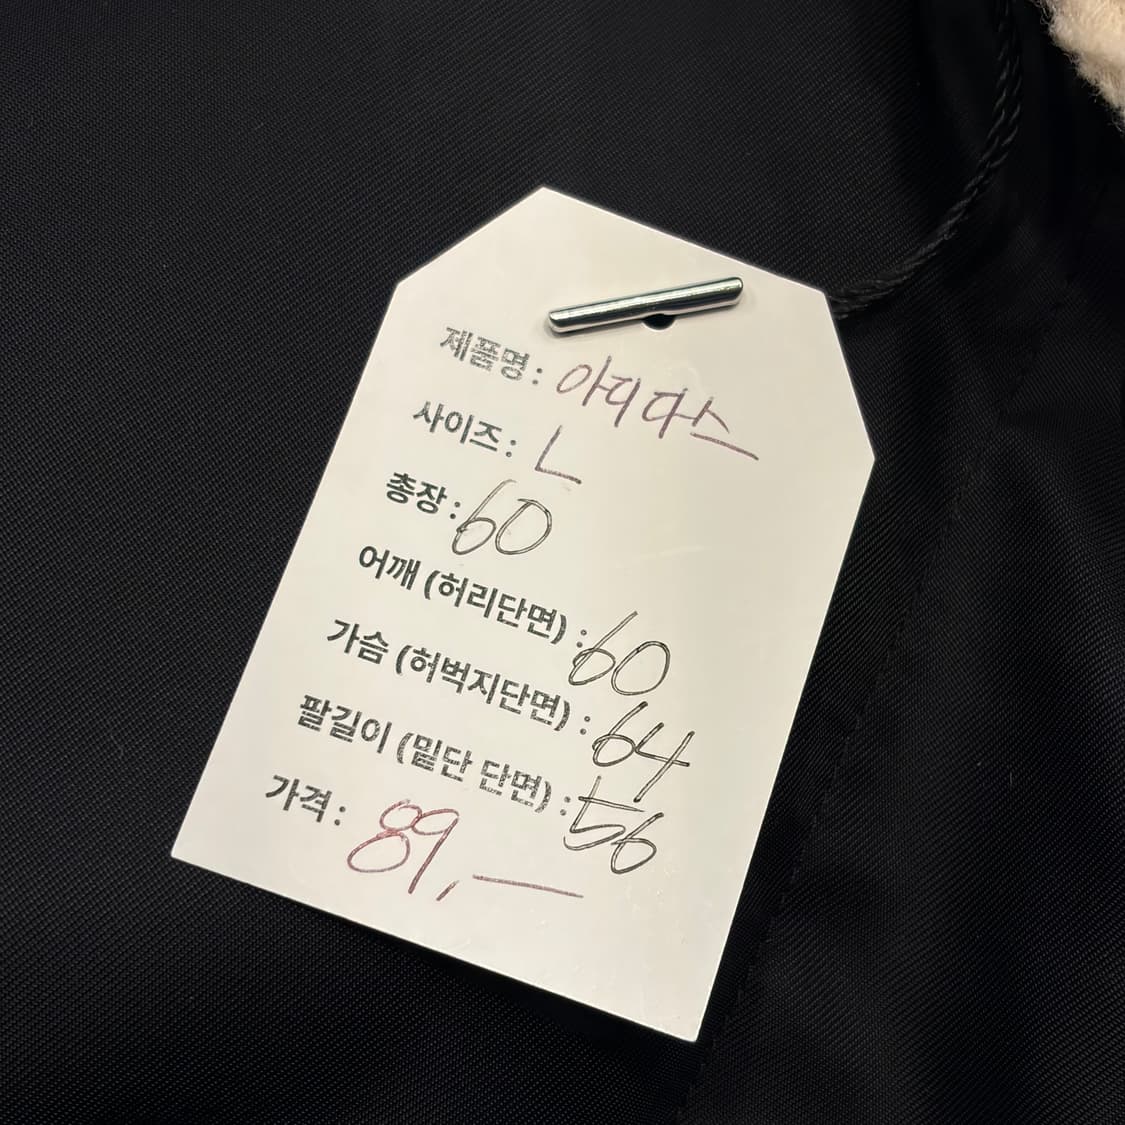 제품명 : 아디다스
사이즈 : L
총장 : 60
어깨 (허리단면) : 60
가슴 (허벅지단면) : 64
팔길이 (밑단 단면) : 56
가격 : 89,—